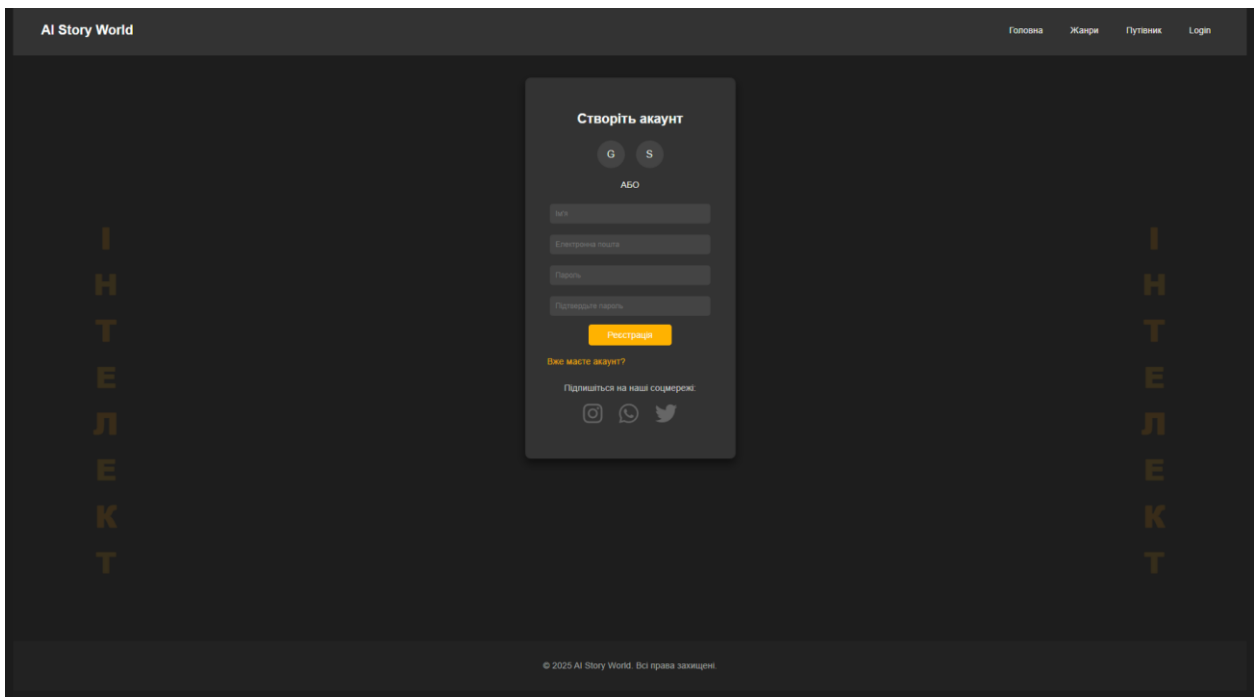 AI Story World
Головна
Жанри
Путівник
Login
Створіть акаунт
G
S
АБО
Ім'я
Електронна пошта
Пароль
Підтвердьте пароль
Реєстрація
Вже маєте акаунт?
Підпишіться на наші соцмережі:
І
Н
Т
Е
Л
Е
К
Т
І
Н
Т
Е
Л
Е
К
Т
© 2025 AI Story World. Всі права захищені.